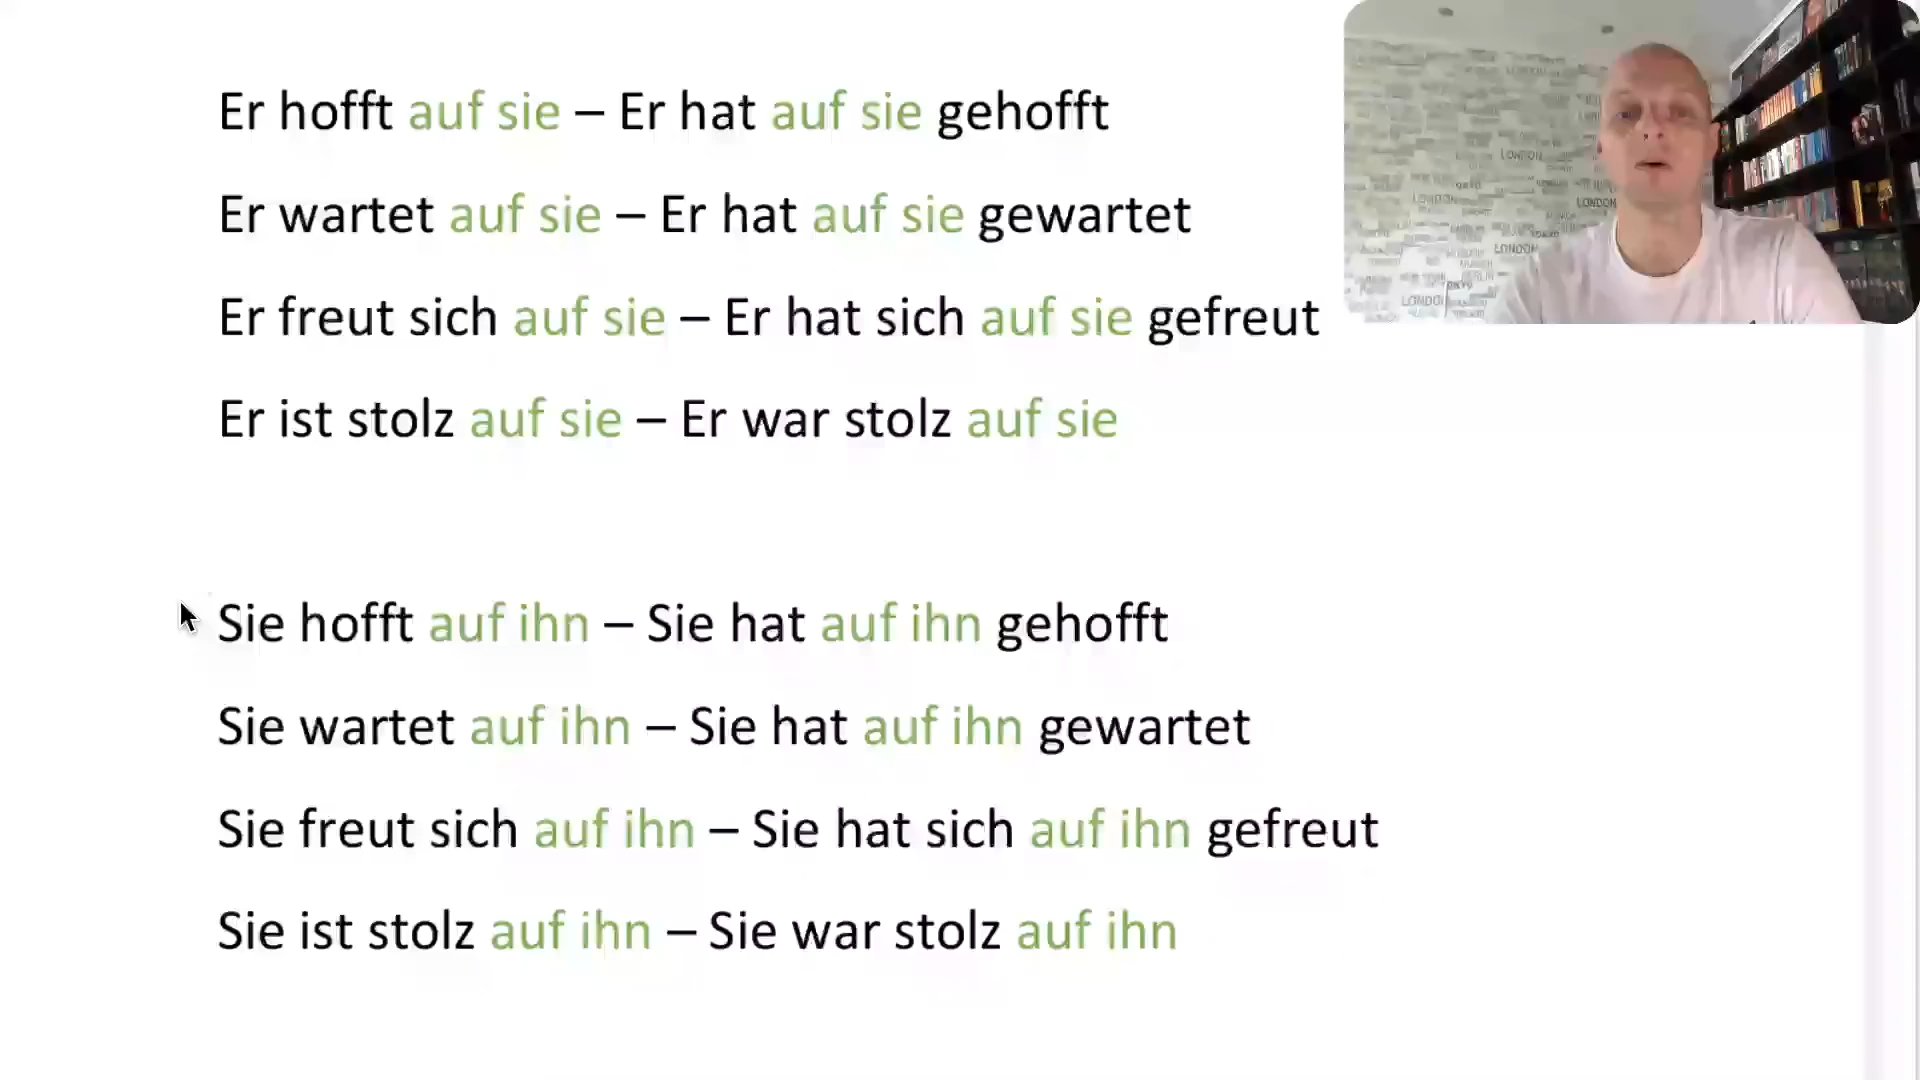 Er hofft auf sie – Er hat auf sie gehofft
Er wartet auf sie – Er hat auf sie gewartet
Er freut sich auf sie – Er hat sich auf sie gefreut
Er ist stolz auf sie – Er war stolz auf sie
Sie hofft auf ihn – Sie hat auf ihn gehofft
Sie wartet auf ihn – Sie hat auf ihn gewartet
Sie freut sich auf ihn – Sie hat sich auf ihn gefreut
Sie ist stolz auf ihn – Sie war stolz auf ihn
LONDON
LONDON
LONDON